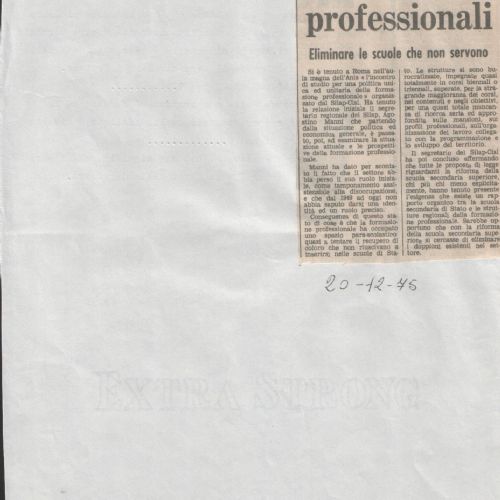 professionali
Eliminare le scuole che non servono
Si è tenuto a Roma nell'au-
la magna dell'Anis e l'incontro
di studio per una politica uni-
ca ed unitaria della forma-
zione professionale organiz-
zato dal Silap-Cisl. Ha tenuto
la relazione iniziale il segre-
tario regionale del Silap, Ago-
stino Manni che partendo
dalla situazione politica ed
economica generale, è passa-
to, poi, ad esaminare la situa-
zione attuale e le prospetti-
ve della formazione professio-
nale.
Manni ha dato per sconta-
to il fatto che il settore ab-
bia perso il suo ruolo inizia-
le, come tamponamento assi-
stenziale alla disoccupazione,
e che dal 1949 ad oggi non
abbia saputo darsi una iden-
tità ed un ruolo preciso.
Conseguenza di questo stato
di cose è che la formazione
professionale ha occupato
uno spazio parascolastico:
quasi a tentare il recupero di
coloro che non riuscivano a
inserirsi nelle scuole di Sta-
to. Le strutture si sono bu-
rocratizzate, impegnate quasi
totalmente in corsi biennali o
triennali, superate, per la stra-
grande maggioranza dei casi,
nei contenuti e negli obiettivi,
per una quasi totale mancan-
za di ricerca seria ed appro-
fondita sulle mansioni, sui
profili professionali, sull'orga-
nizzazione del lavoro collegata
con la programmazione e
lo sviluppo del territorio.
Il segretario del Silap-Cisl
ha poi concluso affermando
che tutte le proposte di legge
riguardanti la riforma della
scuola secondaria superiore,
chi più chi meno esplicita-
mente, hanno tenuto presente
l'esigenza che esista un rap-
porto organico tra la scuola
secondaria di Stato e le strut-
ture regionali della formazio-
ne professionale. Sarebbe op-
portuno che con la riforma
della scuola secondaria supe-
riore si cercasse di eliminare
i doppioni esistenti nel set-
tore.
20-12-75
EXTRA STRONG